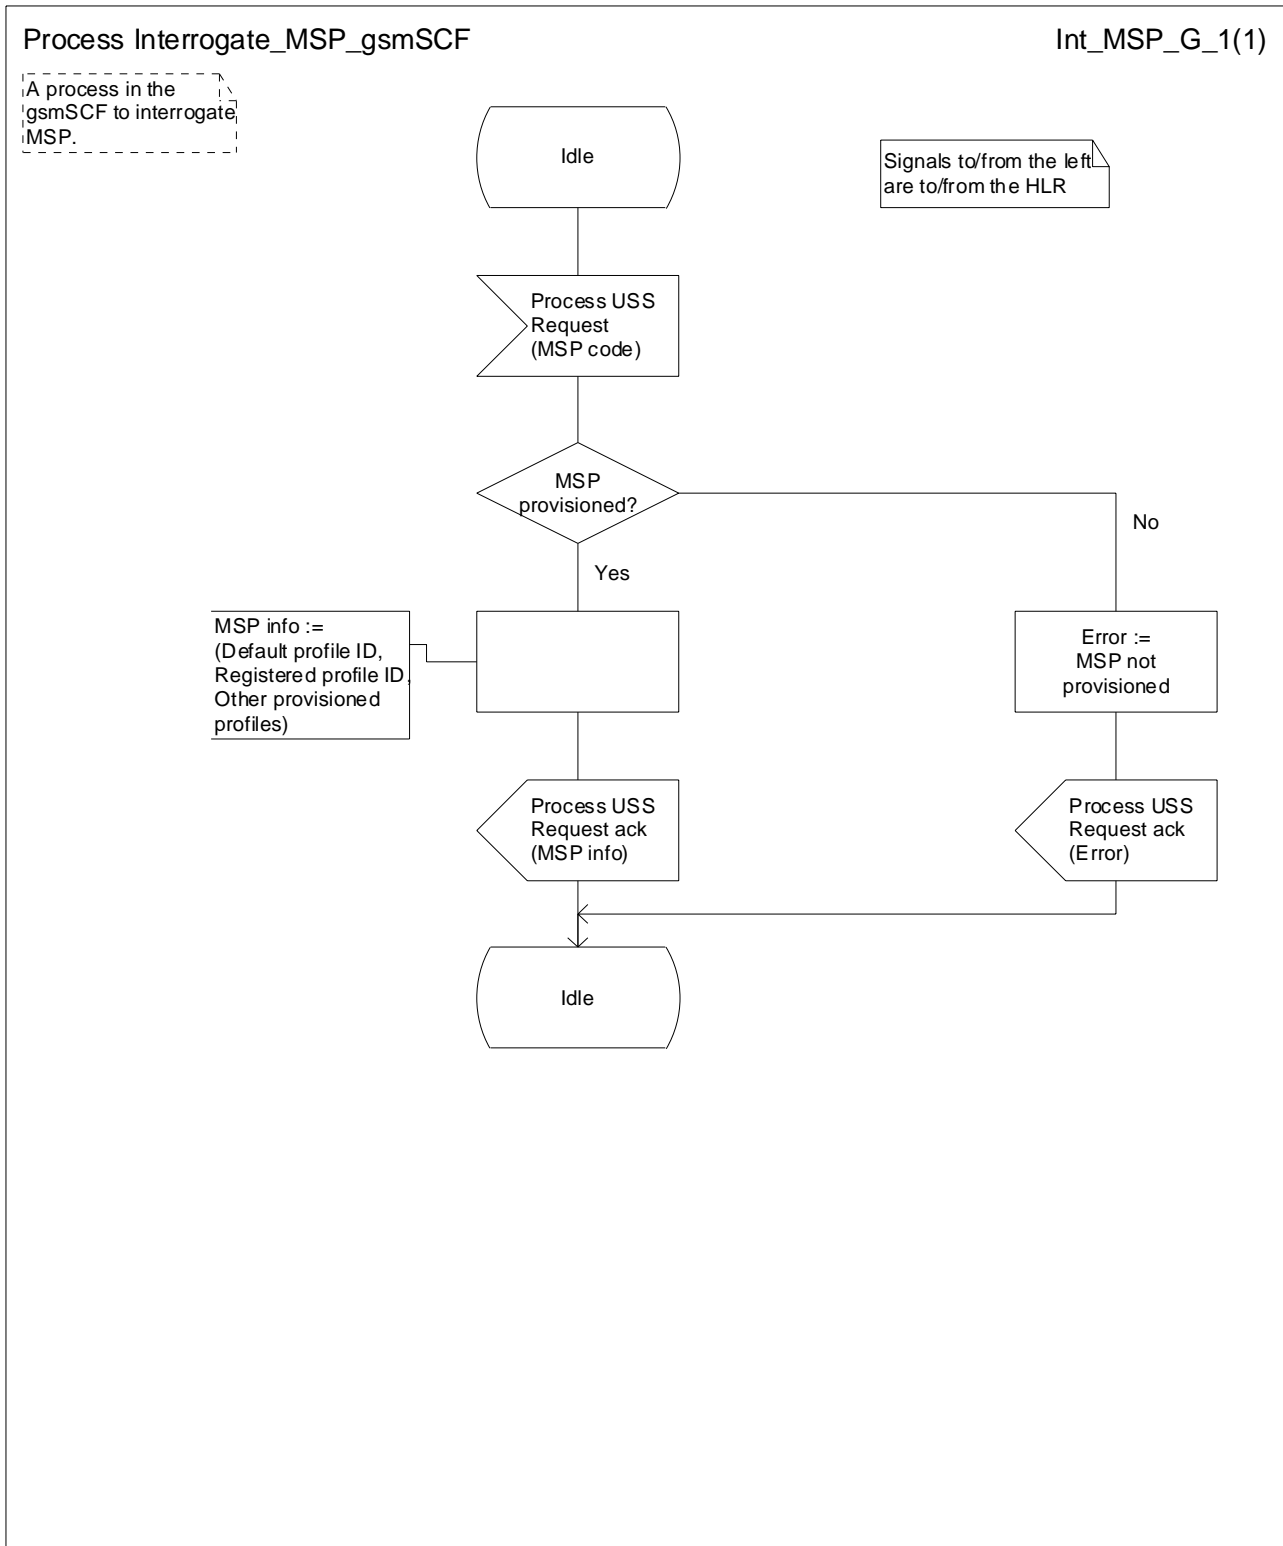 Process Interrogate_MSP_gsmSCF
Int_MSP_G_1(1)
A process in the
gsmSCF to interrogate
MSP.
Idle
Signals to/from the left
are to/from the HLR
Process USS
Request
(MSP code)
MSP
provisioned?
No
Yes
MSP info :=
(Default profile ID,
Registered profile ID,
Other provisioned
profiles)
Error :=
MSP not
provisioned
Process USS
Request ack
(MSP info)
Process USS
Request ack
(Error)
Idle